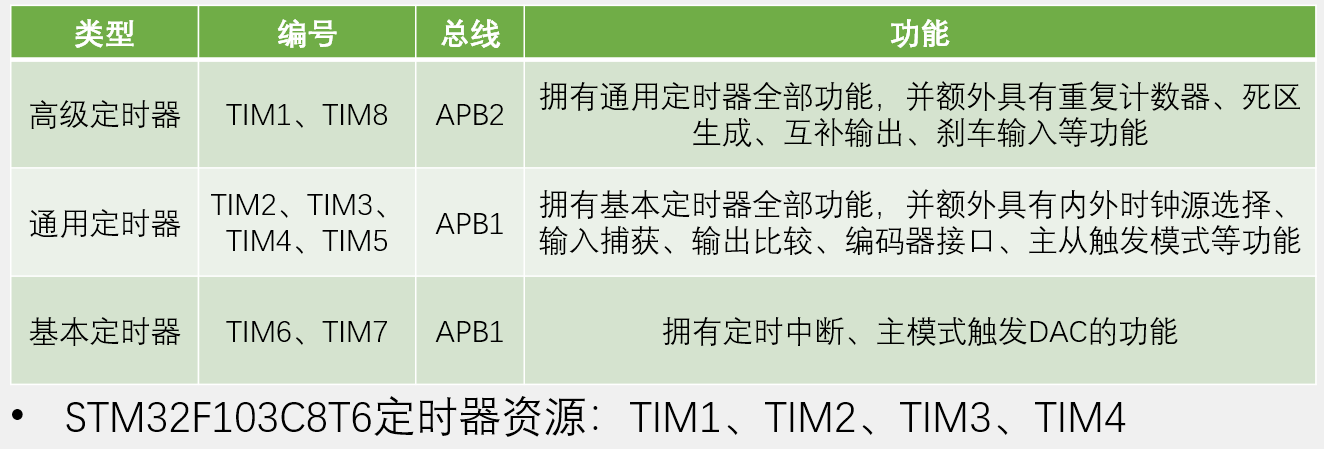 类型 编号 总线 功能
高级定时器 TIM1、TIM8 APB2 拥有通用定时器全部功能，并额外具有重复计数器、死区
生成、互补输出、刹车输入等功能
通用定时器 TIM2、TIM3、
TIM4、TIM5 APB1 拥有基本定时器全部功能，并额外具有内外时钟源选择、
输入捕获、输出比较、编码器接口、主从触发模式等功能
基本定时器 TIM6、TIM7 APB1 拥有定时中断、主模式触发DAC的功能
• STM32F103C8T6定时器资源：TIM1、TIM2、TIM3、TIM4